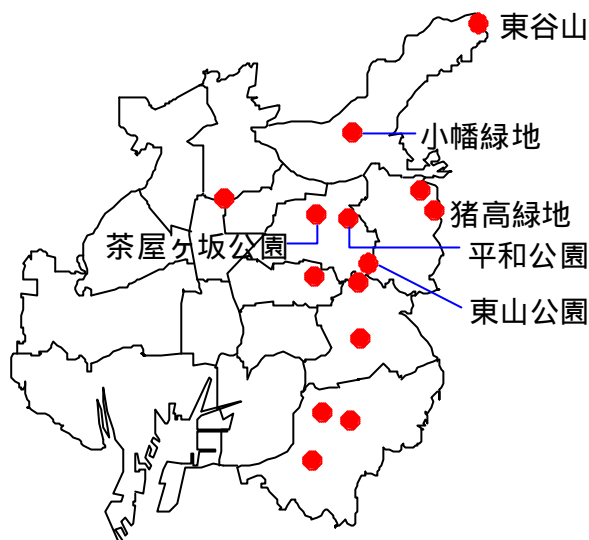 東谷山
小幡緑地
猪高緑地
茶屋ヶ坂公園
平和公園
東山公園